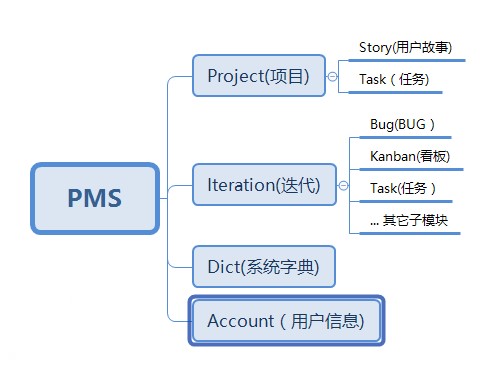 PMS
Project(项目)
Story(用户故事)
Task（任务)
Iteration(迭代)
Bug(BUG）
Kanban(看板)
Task(任务）
... 其它子模块
Dict(系统字典)
Account（用户信息)